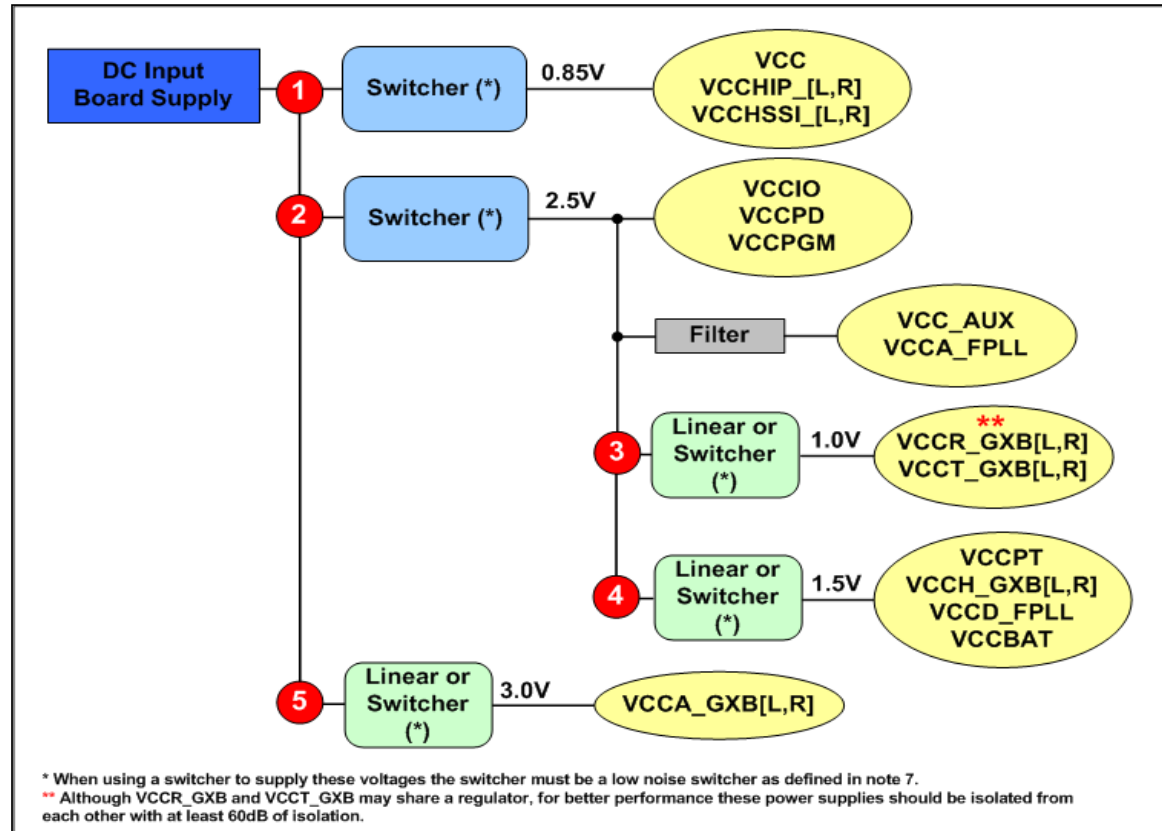 DC Input
Board Supply
1
Switcher (*)
0.85V
VCC
VCCHIP_[L,R]
VCCHSSI_[L,R]
2
Switcher (*)
2.5V
VCCIO
VCCPD
VCCPGM
Filter
VCC_AUX
VCCA_FPLL
3
Linear or
Switcher
(*)
1.0V
**
VCCR_GXB[L,R]
VCCT_GXB[L,R]
4
Linear or
Switcher
(*)
1.5V
VCCPT
VCCH_GXB[L,R]
VCCD_FPLL
VCCBAT
5
Linear or
Switcher
(*)
3.0V
VCCA_GXB[L,R]
* When using a switcher to supply these voltages the switcher must be a low noise switcher as defined in note 7.
** Although VCCR_GXB and VCCT_GXB may share a regulator, for better performance these power supplies should be isolated from
each other with at least 60dB of isolation.